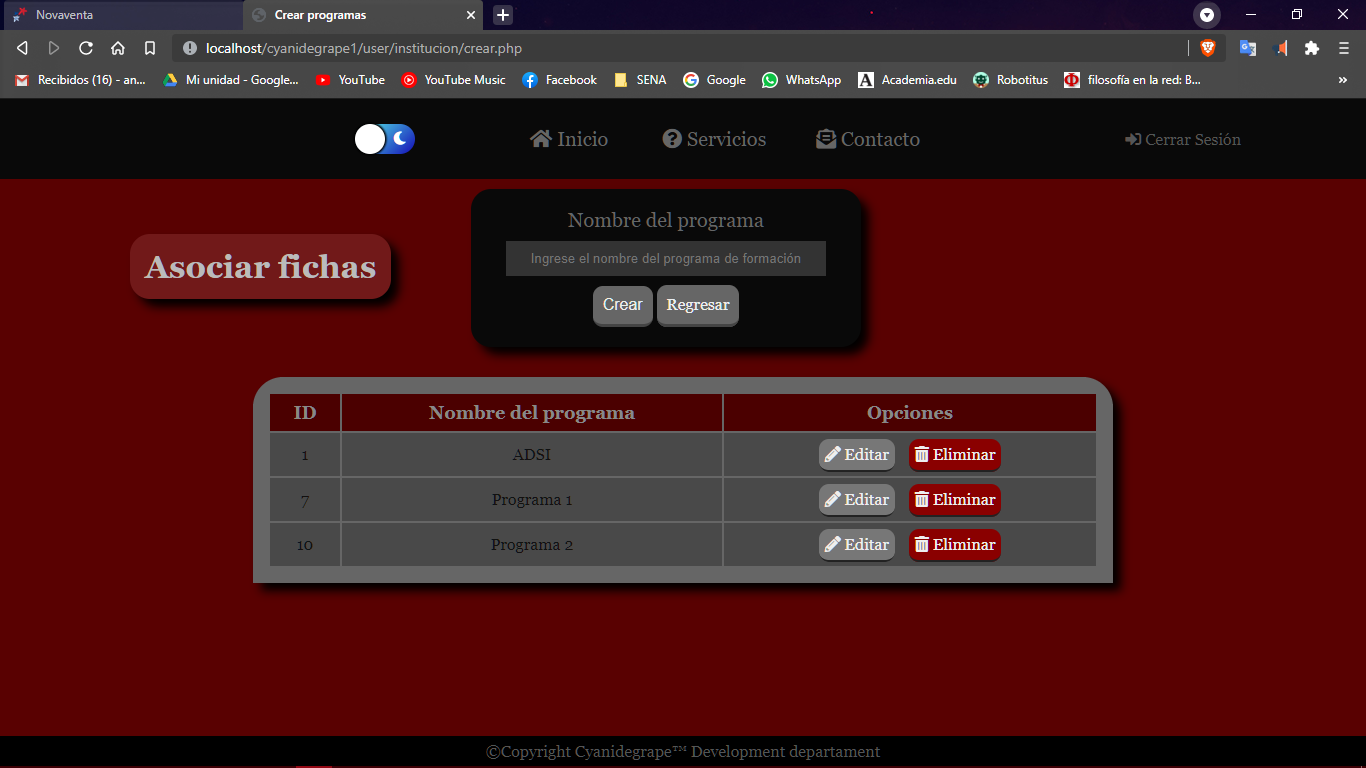 Novaventa
Crear programas
localhost/cyanidegrape1/user/institucion/crear.php
Recibidos (16) - an...
Mi unidad - Google...
YouTube
YouTube Music
Facebook
SENA
Google
WhatsApp
Academia.edu
Robotitus
filosofía en la red: B...
»
Inicio
Servicios
Contacto
Cerrar Sesión
Asociar fichas
Nombre del programa
Ingrese el nombre del programa de formación
Crear
Regresar
ID Nombre del programa Opciones
1 ADSI Editar Eliminar
7 Programa 1 Editar Eliminar
10 Programa 2 Editar Eliminar
©Copyright Cyanidegrape™ Development departament